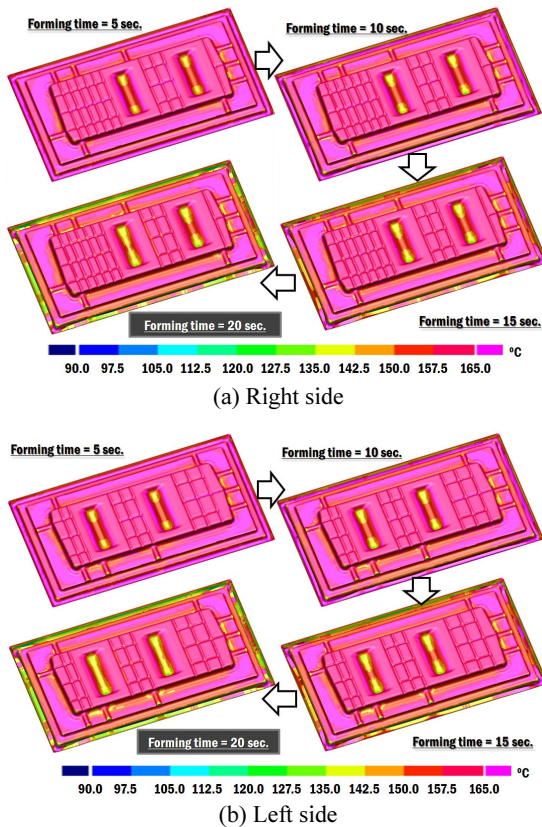 Forming time = 5 sec.
Forming time = 10 sec.
Forming time = 20 sec.
Forming time = 15 sec.
ºC
90.0 97.5 105.0 112.5 120.0 127.5 135.0 142.5 150.0 157.5 165.0
(a) Right side
Forming time = 5 sec.
Forming time = 10 sec.
Forming time = 20 sec.
Forming time = 15 sec.
ºC
90.0 97.5 105.0 112.5 120.0 127.5 135.0 142.5 150.0 157.5 165.0
(b) Left side